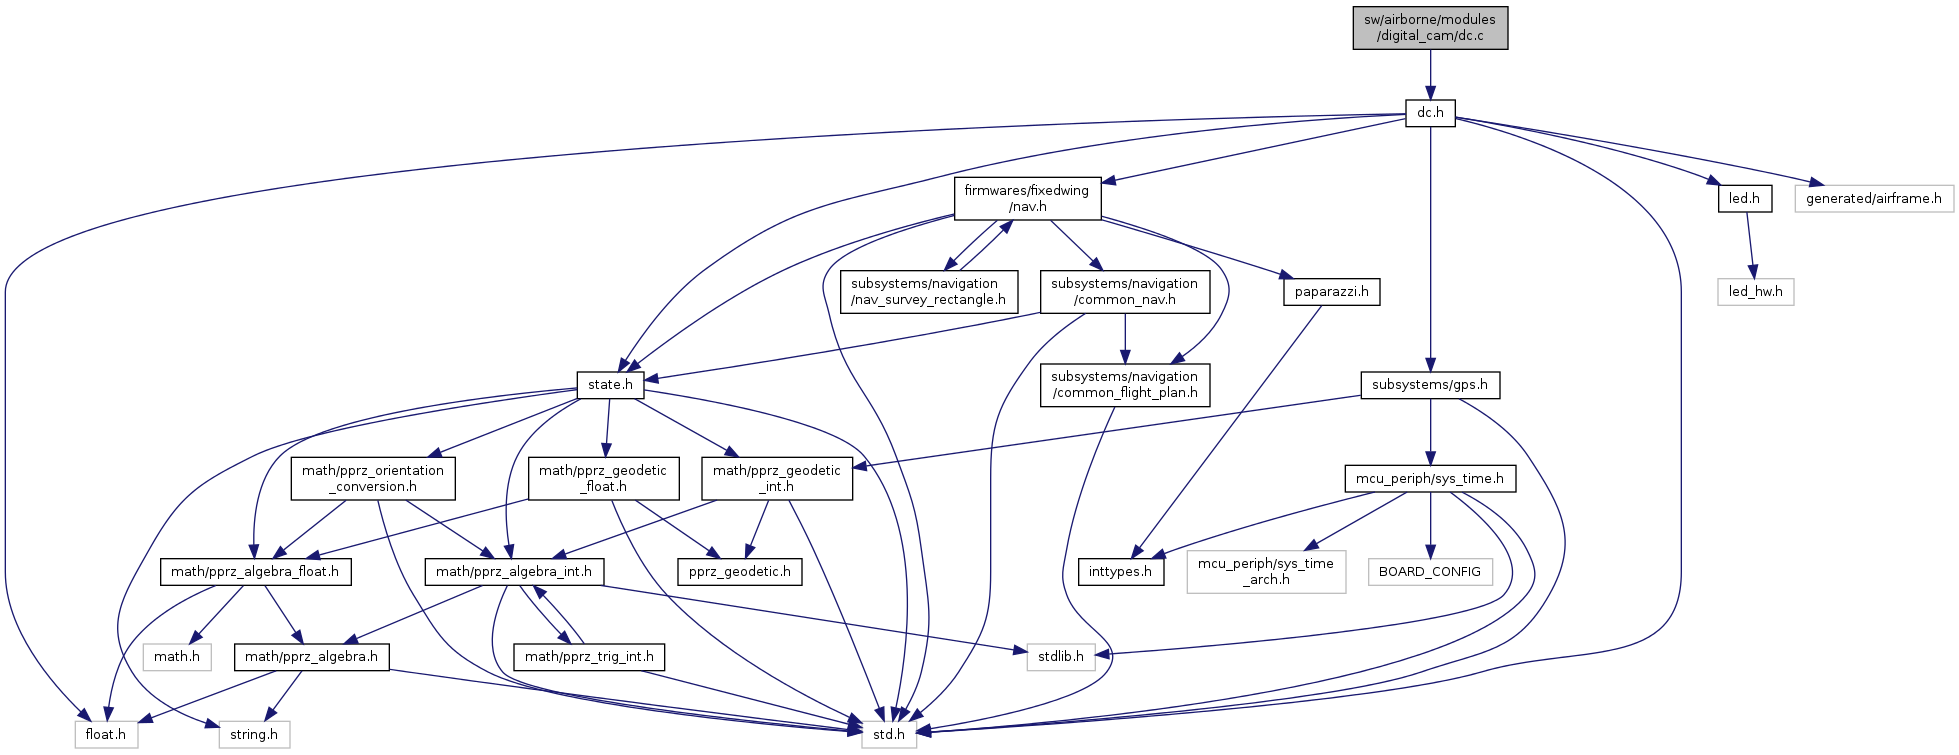 sw/airborne/modules
/digital_cam/dc.c
dc.h
firmwares/fixedwing
/nav.h
led.h
generated/airframe.h
subsystems/navigation
/nav_survey_rectangle.h
subsystems/navigation
/common_nav.h
paparazzi.h
led_hw.h
state.h
subsystems/navigation
/common_flight_plan.h
subsystems/gps.h
math/pprz_orientation
_conversion.h
math/pprz_geodetic
_float.h
math/pprz_geodetic
_int.h
mcu_periph/sys_time.h
math/pprz_algebra_float.h
math/pprz_algebra_int.h
pprz_geodetic.h
inttypes.h
mcu_periph/sys_time
_arch.h
BOARD_CONFIG
math.h
math/pprz_algebra.h
math/pprz_trig_int.h
stdlib.h
float.h
string.h
std.h